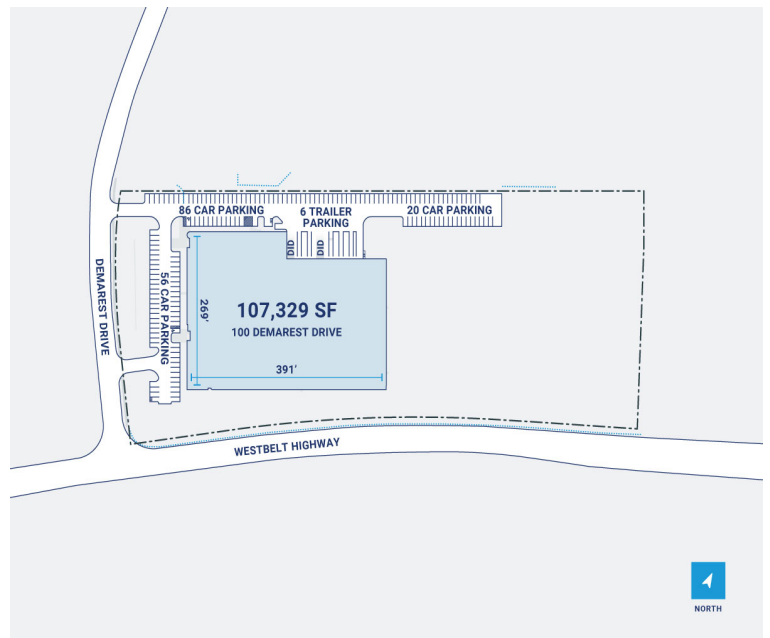 86 CAR PARKING
6 TRAILER
PARKING
20 CAR PARKING
DID
DID
DEMAREST DRIVE
56 CAR PARKING
269'
107,329 SF
100 DEMAREST DRIVE
391'
WESTBELT HIGHWAY
NORTH